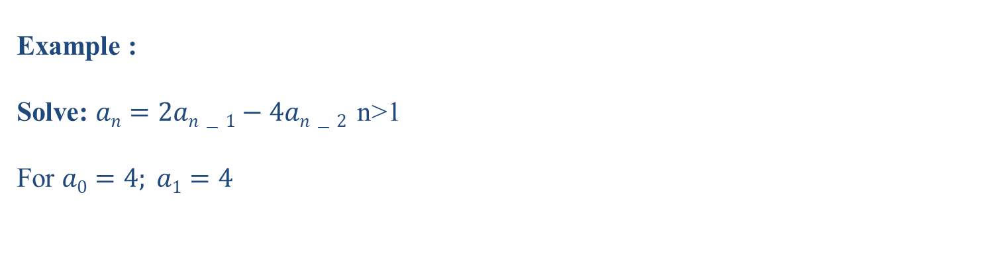 Example :
Solve: aₙ = 2aₙ _ ₁ − 4aₙ _ ₂ n>1
For a₀ = 4; a₁ = 4